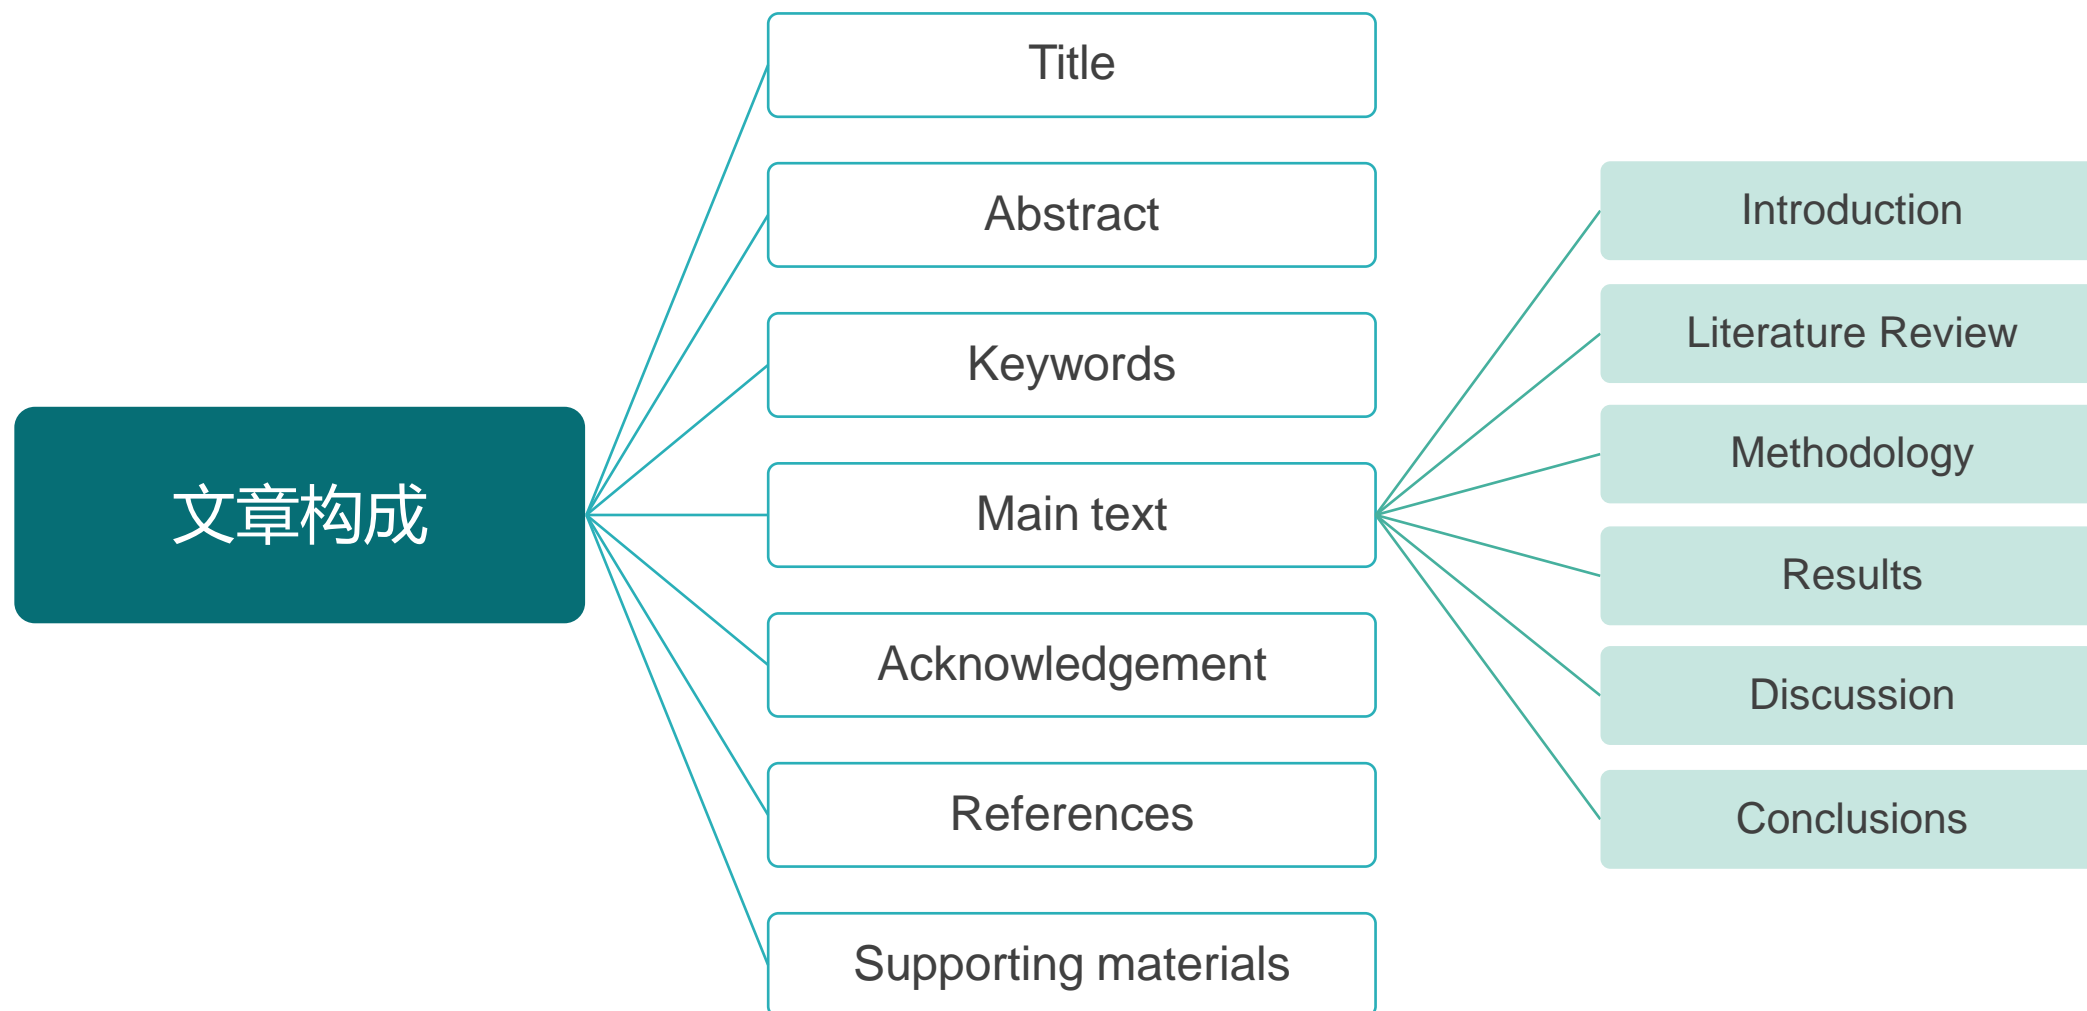 文章构成
Title
Abstract
Keywords
Main text
Acknowledgement
References
Supporting materials
Introduction
Literature Review
Methodology
Results
Discussion
Conclusions